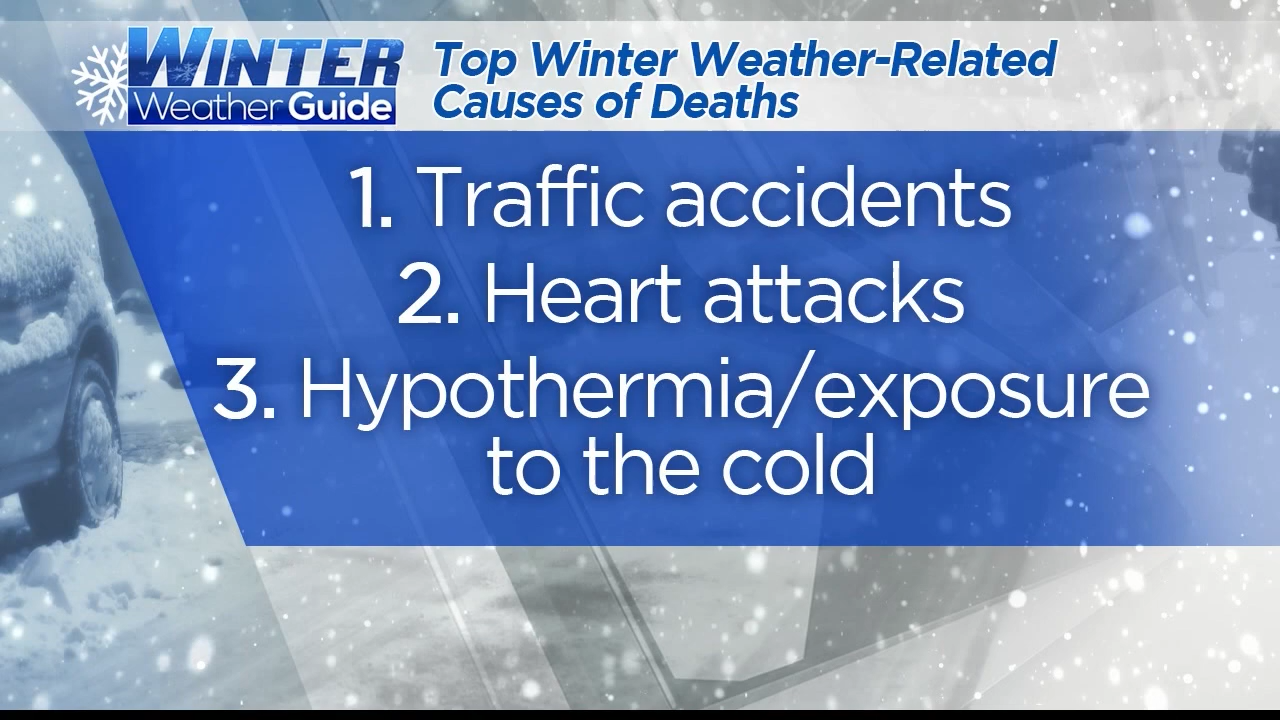 WINTER
Weather Guide
Top Winter Weather-Related
Causes of Deaths
1. Traffic accidents
2. Heart attacks
3. Hypothermia/exposure
to the cold